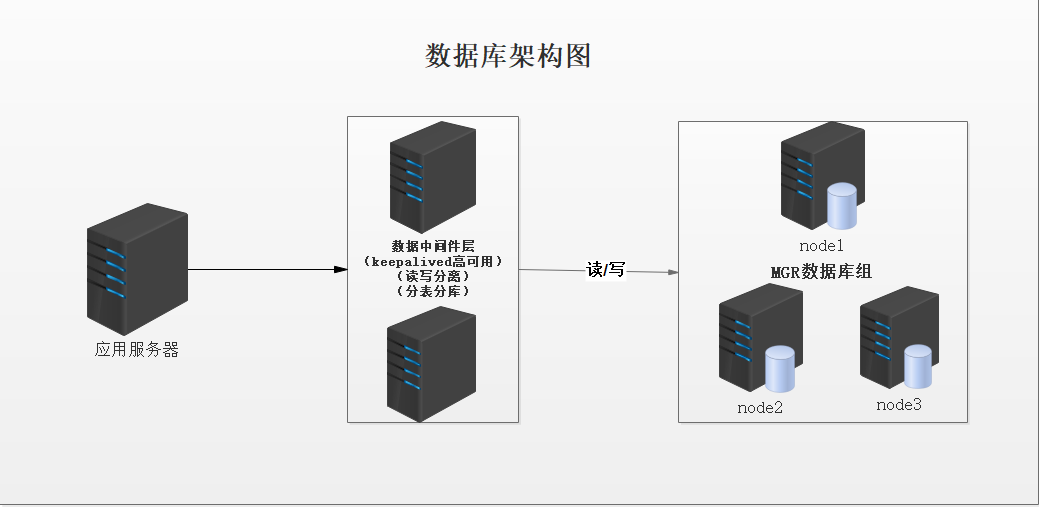 数据库架构图
应用服务器
数据中间件层
（keepalived高可用）
（读写分离）
（分表分库）
读/写
node1
MGR数据库组
node2
node3